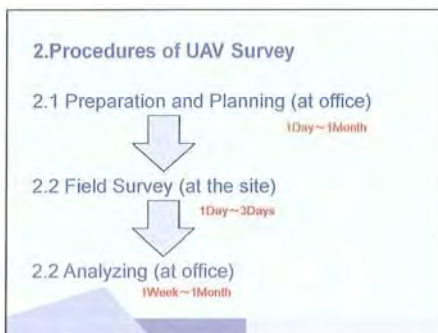 2.Procedures of UAV Survey
2.1 Preparation and Planning (at office)
1Day～1Month
2.2 Field Survey (at the site)
1Day～3Days
2.2 Analyzing (at office)
1Week～1Month